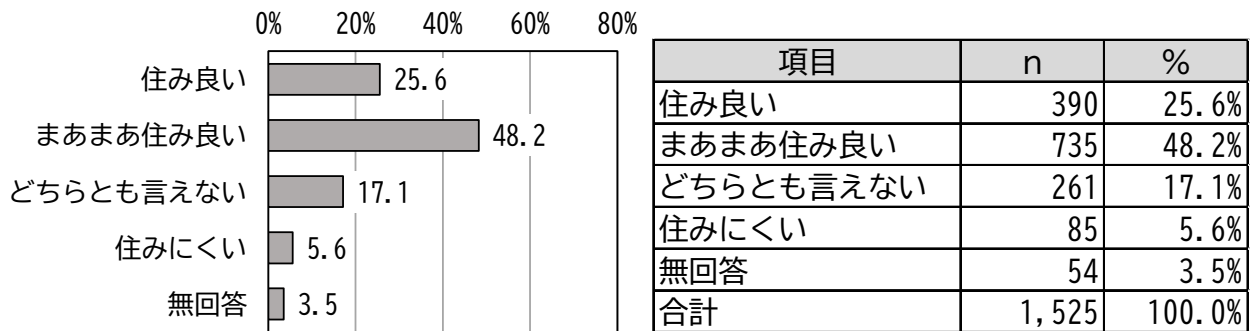 0% 20% 40% 60% 80%
住み良い 25.6
まあまあ住み良い 48.2
どちらとも言えない 17.1
住みにくい 5.6
無回答 3.5
項目 n %
住み良い 390 25.6%
まあまあ住み良い 735 48.2%
どちらとも言えない 261 17.1%
住みにくい 85 5.6%
無回答 54 3.5%
合計 1,525 100.0%